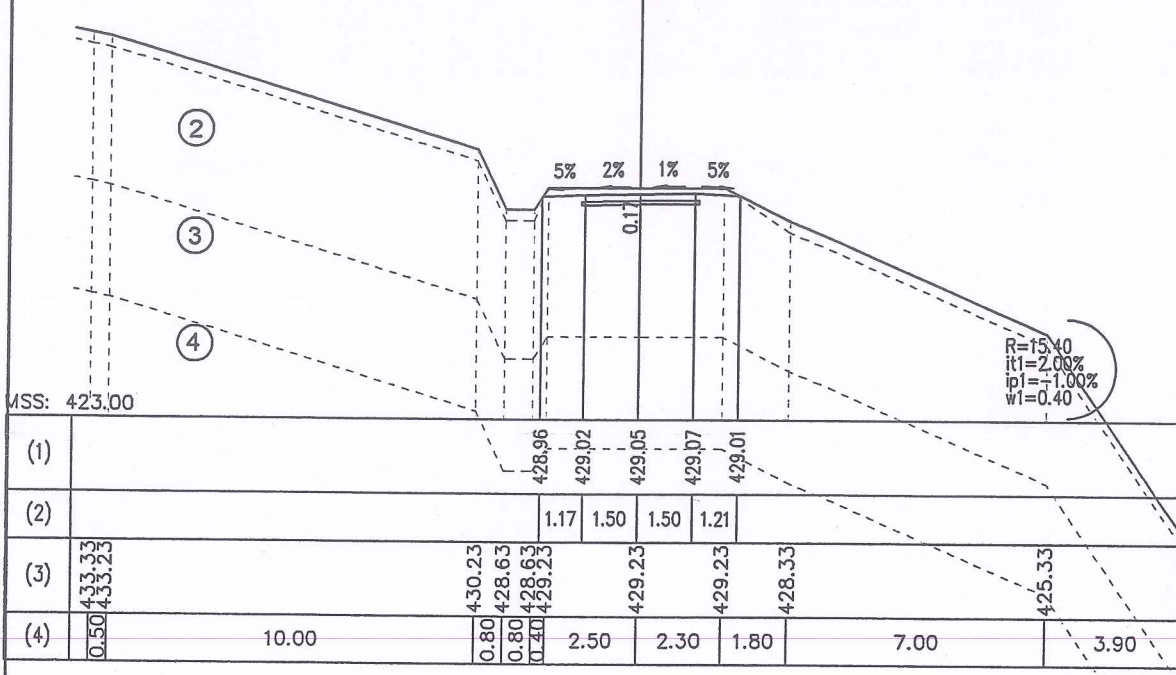 2
5% 2% 1% 5%
0.17
3
4
R=15.40
it1=2.00%
ip1=-1.00%
w1=0.40
MSS: 423.00
(1) 428.96 429.02 429.05 429.07 429.01
(2) 1.17 1.50 1.50 1.21
(3) 433.33 433.23 430.23 428.63 428.63 429.23 429.23 429.23 428.33 425.33
(4) 0.50 10.00 0.80 0.80 0.40 2.50 2.30 1.80 7.00 3.90